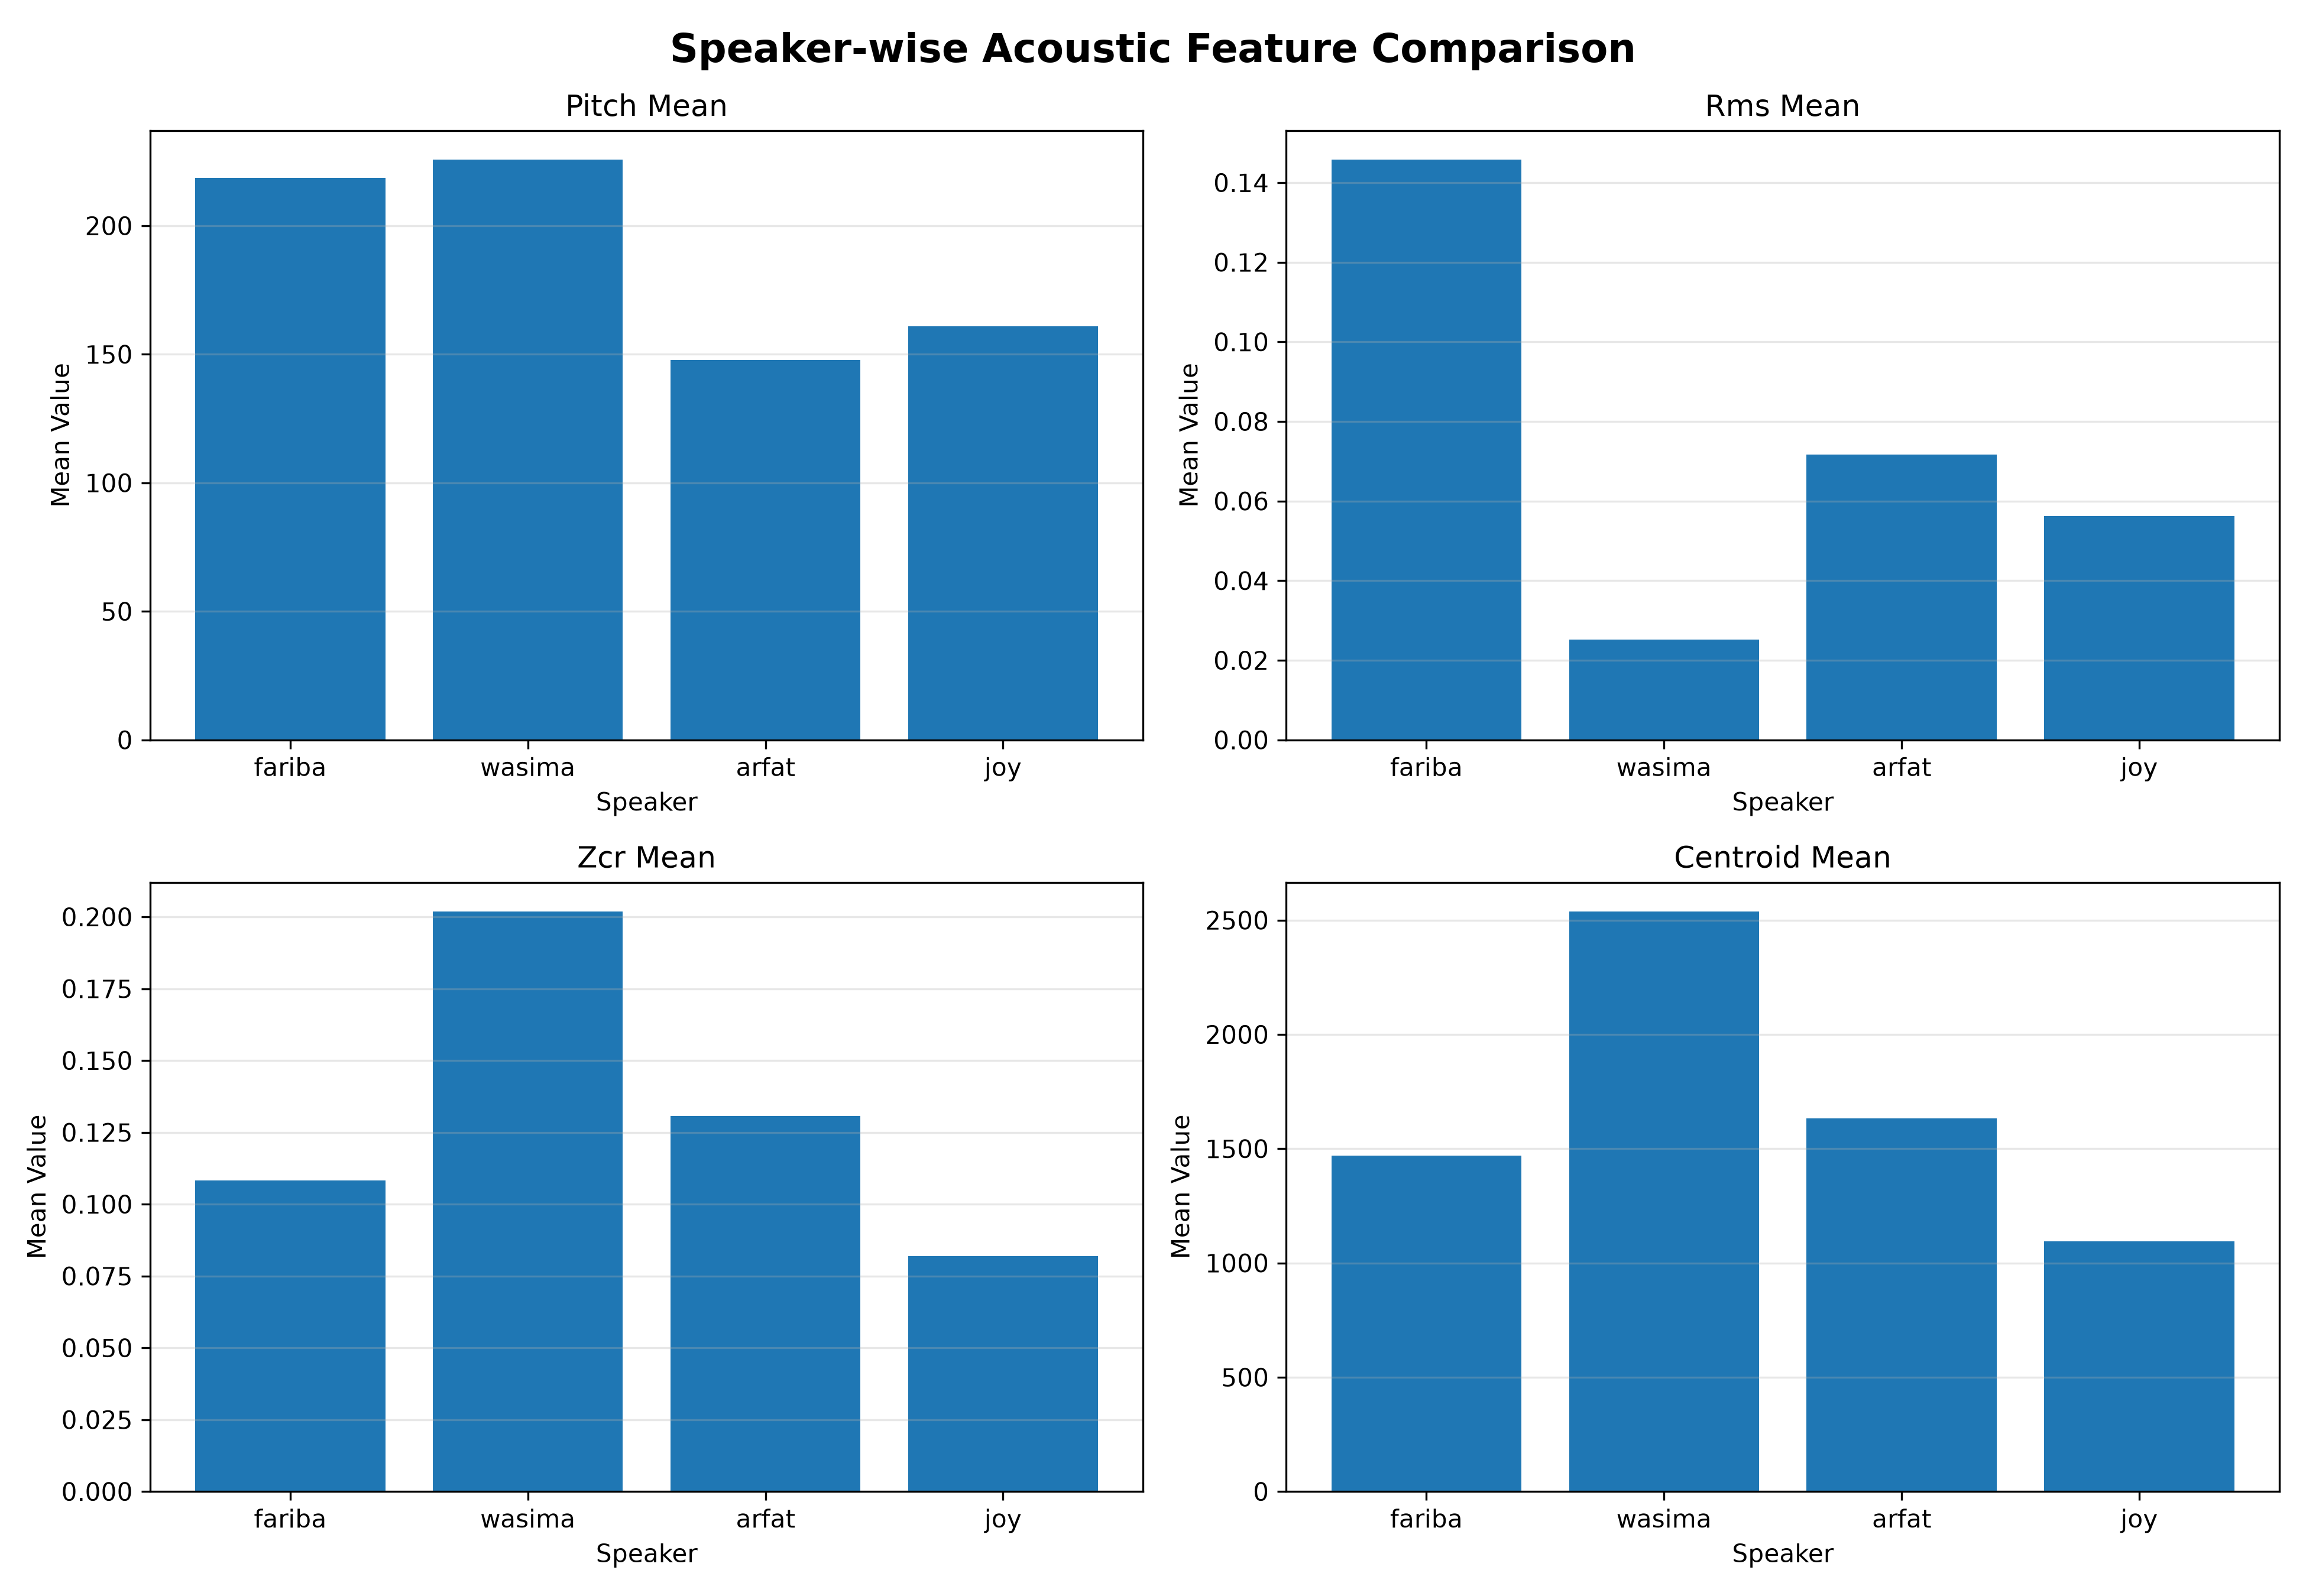 Speaker-wise Acoustic Feature Comparison
Pitch Mean
Mean Value
200
150
100
50
0
fariba wasima arfat joy
Speaker
Rms Mean
Mean Value
0.14
0.12
0.10
0.08
0.06
0.04
0.02
0.00
fariba wasima arfat joy
Speaker
Zcr Mean
Mean Value
0.200
0.175
0.150
0.125
0.100
0.075
0.050
0.025
0.000
fariba wasima arfat joy
Speaker
Centroid Mean
Mean Value
2500
2000
1500
1000
500
0
fariba wasima arfat joy
Speaker